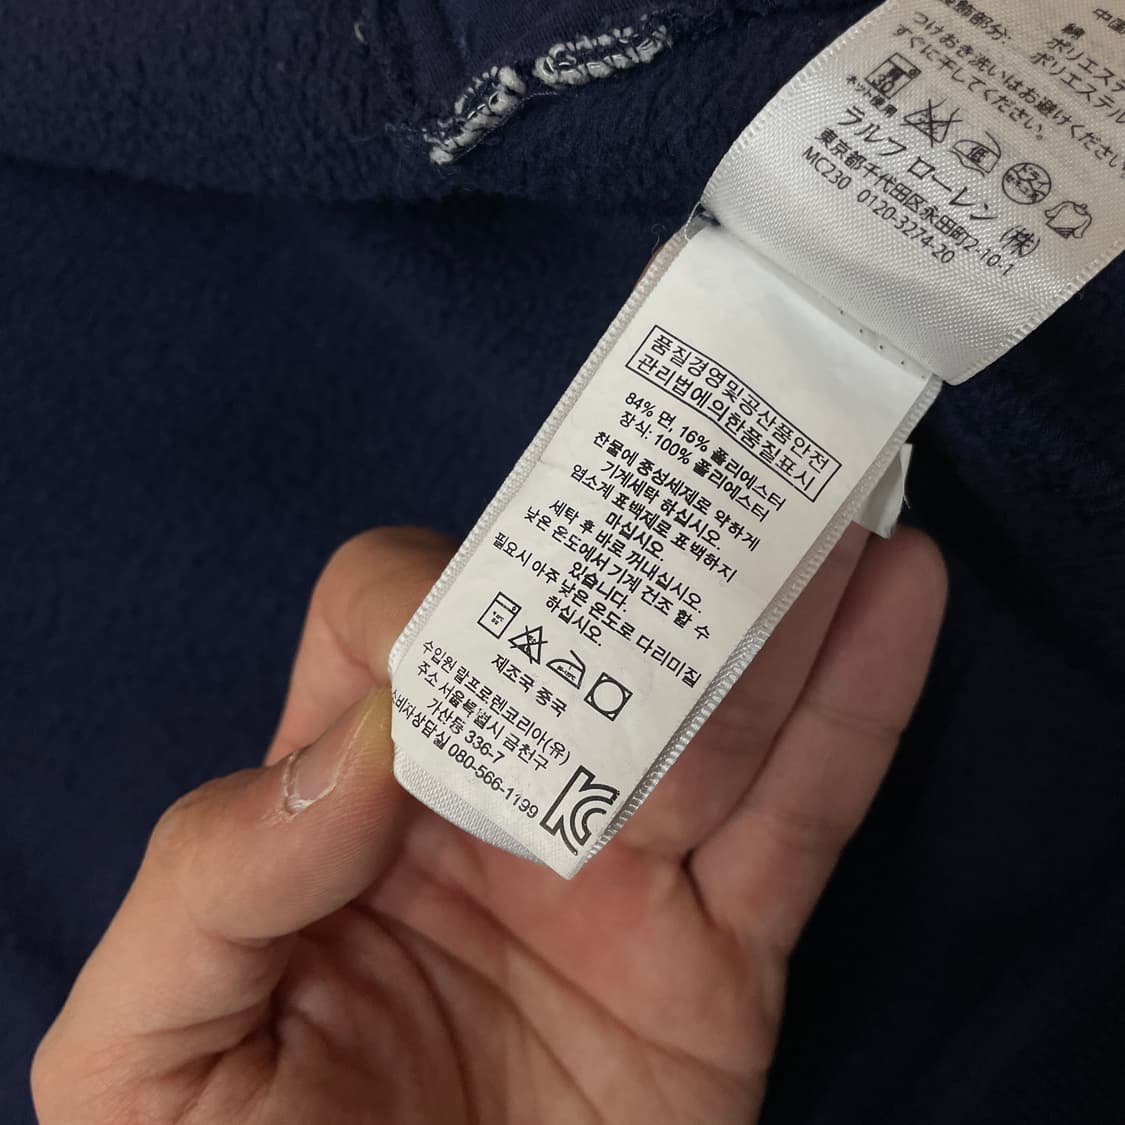 中国
綿 ポリエステ
装飾部分: ポリエステル
つけおき洗いはお避けください
すぐに干してください。
30
ネット使用
ラルフ ローレン (株)
東京都千代田区永田町2-10-1
MC230 0120-3274-20
품질경영및공산품안전
관리법에의한품질표시
84% 면, 16% 폴리에스터
장식: 100% 폴리에스터
찬물에 중성세제로 약하게
기계세탁 하십시오.
염소계 표백제로 표백하지
마십시오.
세탁 후 바로 꺼내십시오.
낮은 온도에서 기계 건조 할 수
있습니다.
필요시 아주 낮은 온도로 다리미질
하십시오.
제조국 중국
수입원 랄프로렌코리아(유)
주소 서울특별시 금천구
가산동 336-7
소비자상담실 080-566-1199
KC